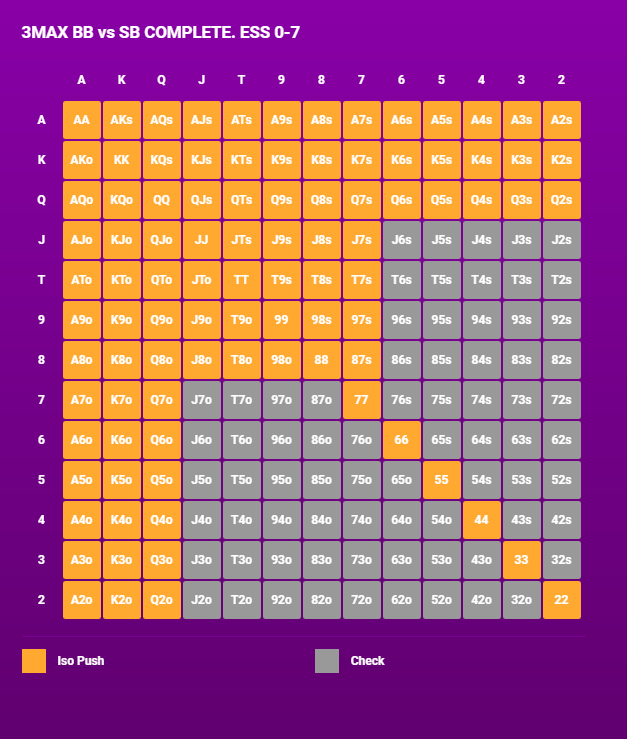 3MAX BB vs SB COMPLETE. ESS 0-7
A K Q J T 9 8 7 6 5 4 3 2
A AA AKs AQs AJs ATs A9s A8s A7s A6s A5s A4s A3s A2s
K AKo KK KQs KJs KTs K9s K8s K7s K6s K5s K4s K3s K2s
Q AQo KQo QQ QJs QTs Q9s Q8s Q7s Q6s Q5s Q4s Q3s Q2s
J AJo KJo QJo JJ JTs J9s J8s J7s J6s J5s J4s J3s J2s
T ATo KTo QTo JTo TT T9s T8s T7s T6s T5s T4s T3s T2s
9 A9o K9o Q9o J9o T9o 99 98s 97s 96s 95s 94s 93s 92s
8 A8o K8o Q8o J8o T8o 98o 88 87s 86s 85s 84s 83s 82s
7 A7o K7o Q7o J7o T7o 97o 87o 77 76s 75s 74s 73s 72s
6 A6o K6o Q6o J6o T6o 96o 86o 76o 66 65s 64s 63s 62s
5 A5o K5o Q5o J5o T5o 95o 85o 75o 65o 55 54s 53s 52s
4 A4o K4o Q4o J4o T4o 94o 84o 74o 64o 54o 44 43s 42s
3 A3o K3o Q3o J3o T3o 93o 83o 73o 63o 53o 43o 33 32s
2 A2o K2o Q2o J2o T2o 92o 82o 72o 62o 52o 42o 32o 22
Iso Push Check